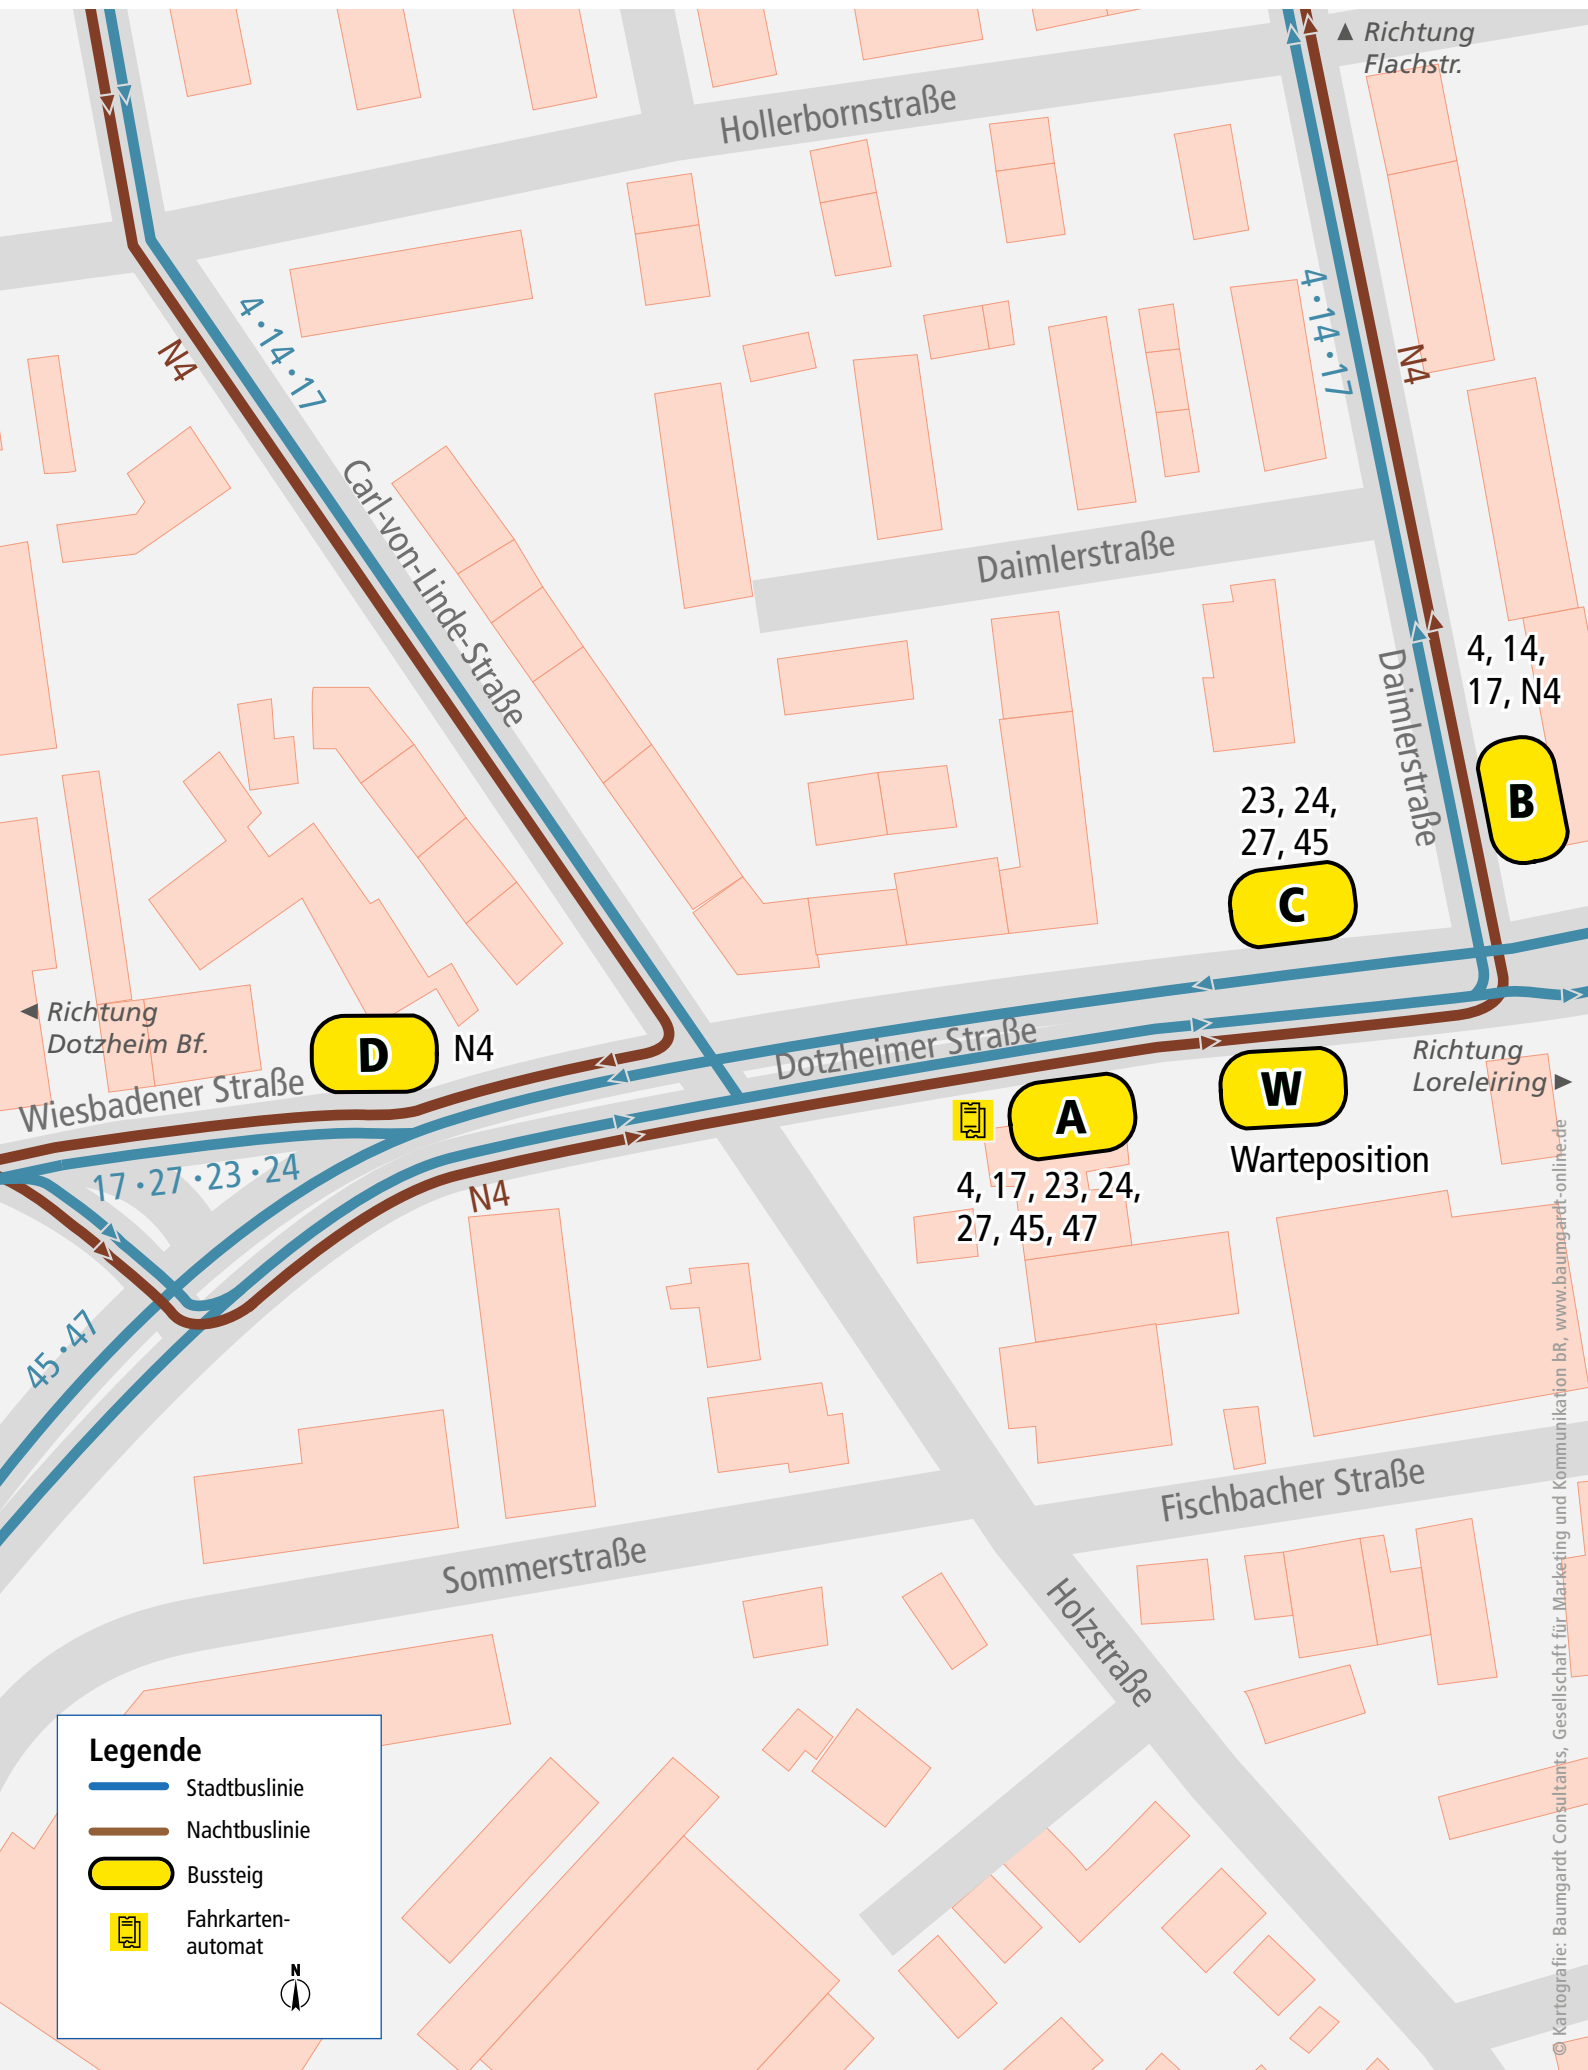 ▲ Richtung
Flachstr.
Hollerbornstraße
4 • 14 • 17
N4
4 • 14 • 17
N4
Carl-von-Linde-Straße
Daimlerstraße
Daimlerstraße
4, 14,
17, N4
B
23, 24,
27, 45
C
◀ Richtung
Dotzheim Bf.
D
N4
Wiesbadener Straße
Dotzheimer Straße
Richtung
Loreleiring ▶
W
Warteposition
A
4, 17, 23, 24,
27, 45, 47
17 • 27 • 23 • 24
N4
45 • 47
Fischbacher Straße
Sommerstraße
Holzstraße
Legende
Stadtbuslinie
Nachtbuslinie
Bussteig
Fahrkarten-
automat
N
© Kartografie: Baumgardt Consultants, Gesellschaft für Marketing und Kommunikation bR, www.baumgardt-online.de